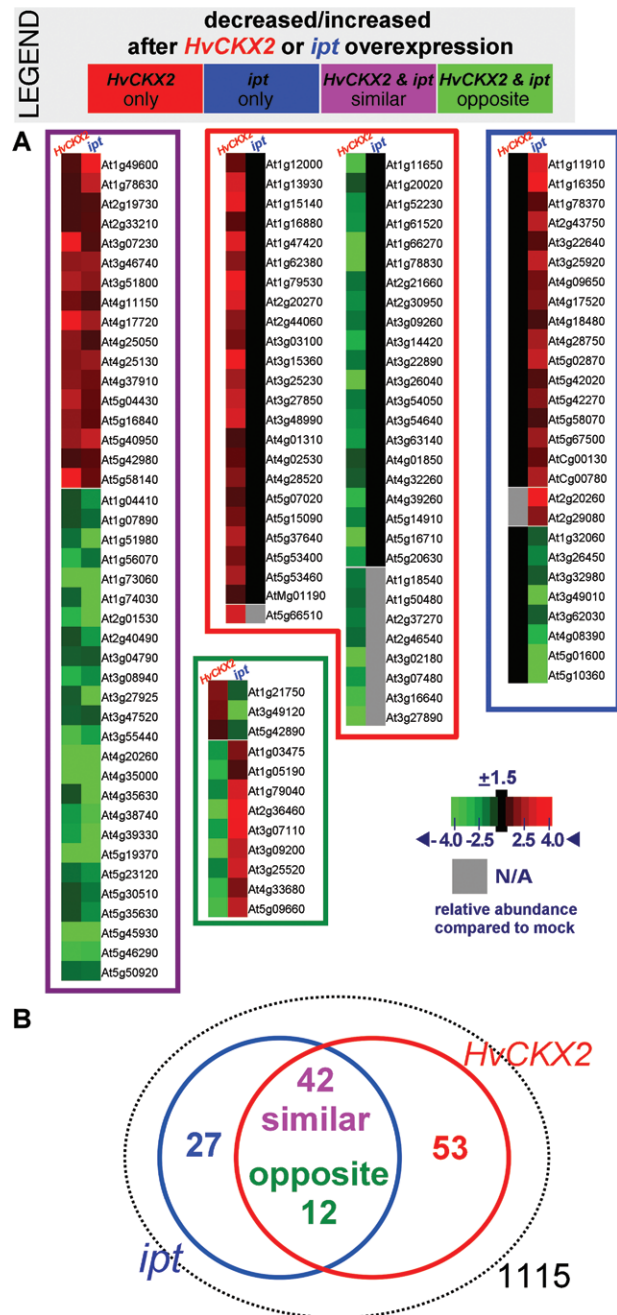 LEGEND
decreased/increased
after HvCKX2 or ipt overexpression
HvCKX2 only
ipt only
HvCKX2 & ipt similar
HvCKX2 & ipt opposite
A
HvCKX2 ipt
At1g49600
At1g78630
At2g19730
At2g33210
At3g07230
At3g46740
At3g51800
At4g11150
At4g17720
At4g25050
At4g25130
At4g37910
At5g04430
At5g16840
At5g40950
At5g42980
At5g58140
At1g04410
At1g07890
At1g51980
At1g56070
At1g73060
At1g74030
At2g01530
At2g40490
At3g04790
At3g08940
At3g27925
At3g47520
At3g55440
At4g20260
At4g35000
At4g35630
At4g38740
At4g39330
At5g19370
At5g23120
At5g30510
At5g35630
At5g45930
At5g46290
At5g50920
HvCKX2 ipt
At1g12000
At1g13930
At1g15140
At1g16880
At1g47420
At1g62380
At1g79530
At2g20270
At2g44060
At3g03100
At3g15360
At3g25230
At3g27850
At3g48990
At4g01310
At4g02530
At4g28520
At5g07020
At5g15090
At5g37640
At5g53400
At5g53460
AtMg01190
At5g66510
HvCKX2 ipt
At1g11650
At1g20020
At1g52230
At1g61520
At1g66270
At1g78830
At2g21660
At2g30950
At3g09260
At3g14420
At3g22890
At3g26040
At3g54050
At3g54640
At3g63140
At4g01850
At4g32260
At4g39260
At5g14910
At5g16710
At5g20630
At1g18540
At1g50480
At2g37270
At2g46540
At3g02180
At3g07480
At3g16640
At3g27890
HvCKX2 ipt
At1g21750
At3g49120
At5g42890
At1g03475
At1g05190
At1g79040
At2g36460
At3g07110
At3g09200
At3g25520
At4g33680
At5g09660
HvCKX2 ipt
At1g11910
At1g16350
At1g78370
At2g43750
At3g22640
At3g25920
At4g09650
At4g17520
At4g18480
At4g28750
At5g02870
At5g42020
At5g42270
At5g58070
At5g67500
AtCg00130
AtCg00780
At2g20260
At2g29080
At1g32060
At3g26450
At3g32980
At3g49010
At3g62030
At4g08390
At5g01600
At5g10360
±1.5
-4.0 -2.5 2.5 4.0
N/A
relative abundance
compared to mock
B
HvCKX2
42
similar
27
53
opposite
12
ipt
1115